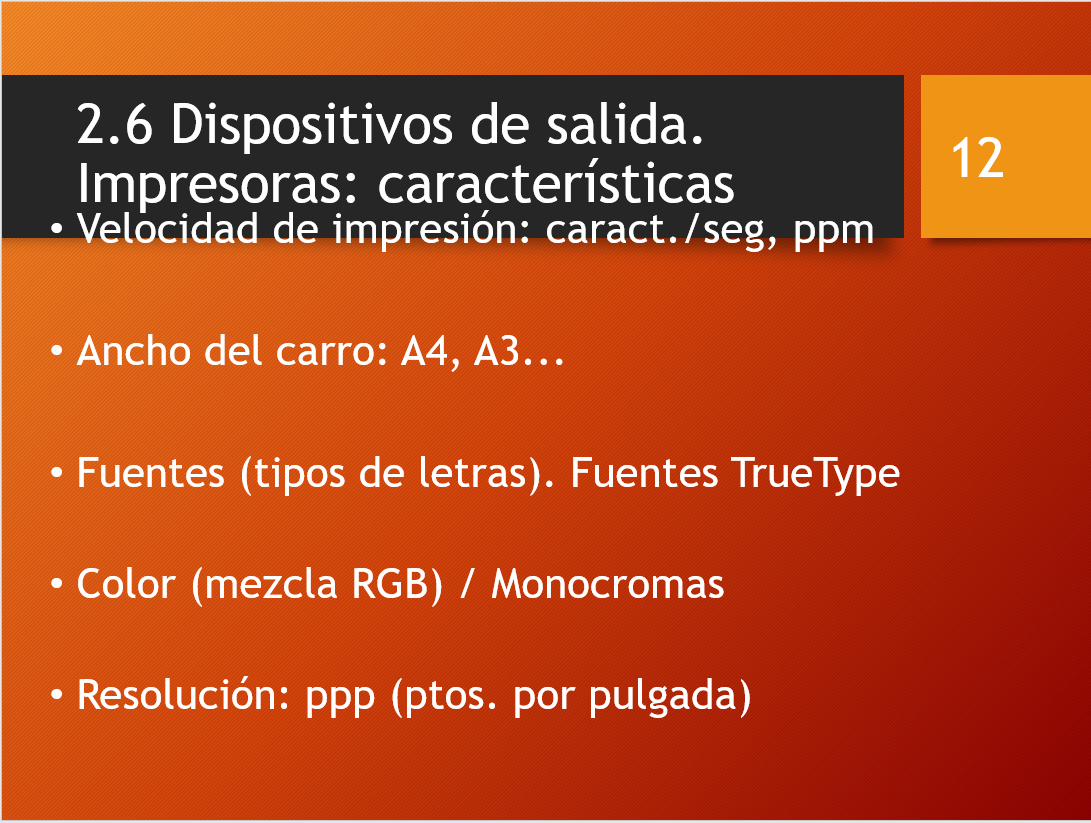 2.6 Dispositivos de salida.
Impresoras: características
12
• Velocidad de impresión: caract./seg, ppm
• Ancho del carro: A4, A3...
• Fuentes (tipos de letras). Fuentes TrueType
• Color (mezcla RGB) / Monocromas
• Resolución: ppp (ptos. por pulgada)